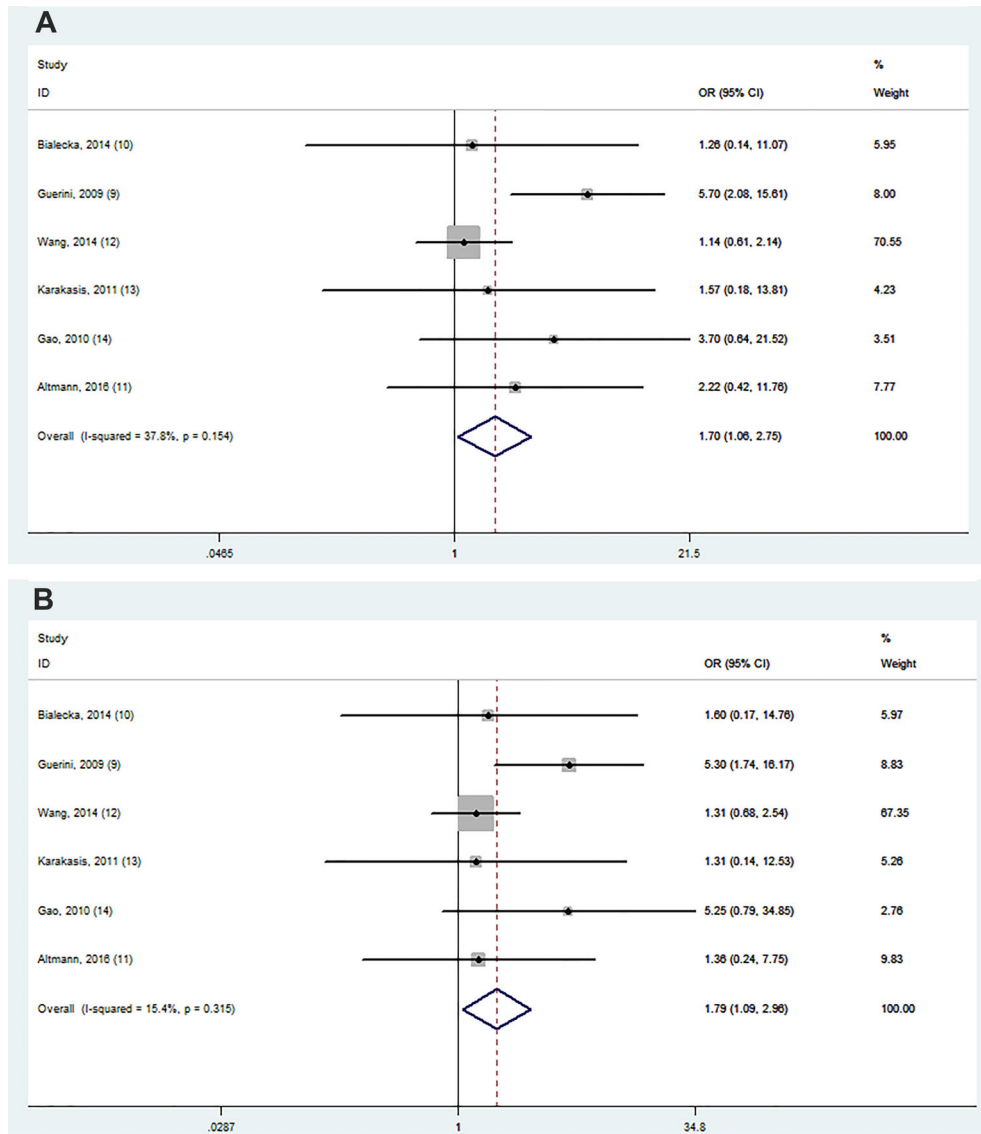 A
Study %
ID OR (95% CI) Weight
Bialecka, 2014 (10) 1.26 (0.14, 11.07) 5.95
Guerini, 2009 (9) 5.70 (2.08, 15.61) 8.00
Wang, 2014 (12) 1.14 (0.61, 2.14) 70.55
Karakasis, 2011 (13) 1.57 (0.18, 13.81) 4.23
Gao, 2010 (14) 3.70 (0.64, 21.52) 3.51
Altmann, 2016 (11) 2.22 (0.42, 11.76) 7.77
Overall (I-squared = 37.8%, p = 0.154) 1.70 (1.06, 2.75) 100.00
.0465 1 21.5
B
Study %
ID OR (95% CI) Weight
Bialecka, 2014 (10) 1.60 (0.17, 14.76) 5.97
Guerini, 2009 (9) 5.30 (1.74, 16.17) 8.83
Wang, 2014 (12) 1.31 (0.68, 2.54) 67.35
Karakasis, 2011 (13) 1.31 (0.14, 12.53) 5.26
Gao, 2010 (14) 5.25 (0.79, 34.85) 2.76
Altmann, 2016 (11) 1.36 (0.24, 7.75) 9.83
Overall (I-squared = 15.4%, p = 0.315) 1.79 (1.09, 2.96) 100.00
.0287 1 34.8